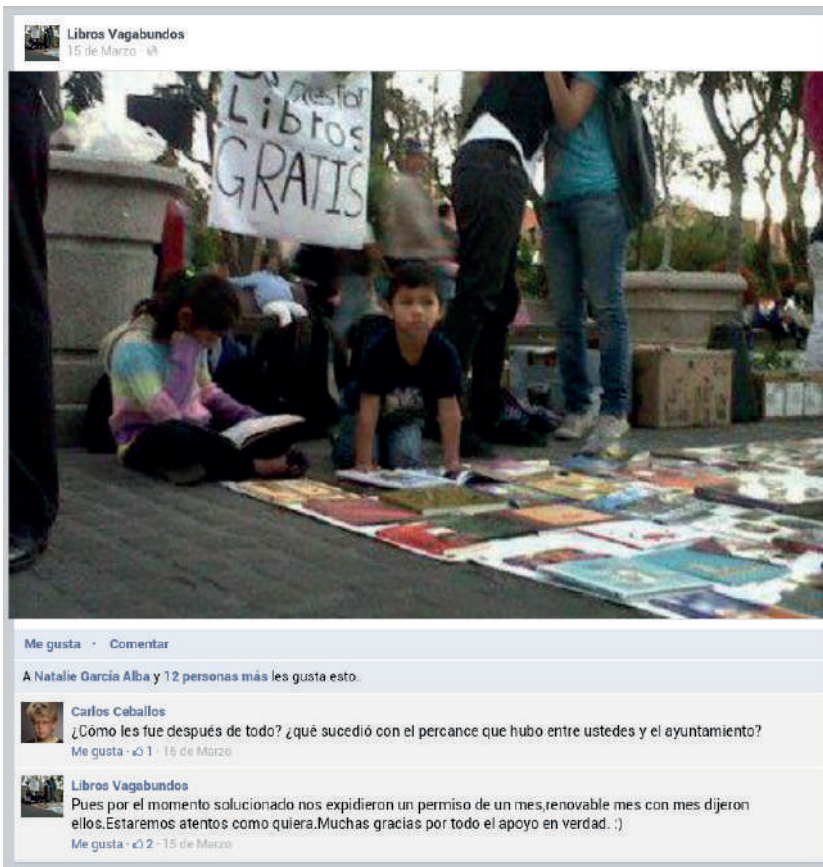 Libros Vagabundos
15 de Marzo
Libros
GRATIS
Me gusta · Comentar
A Natalie García Alba y 12 personas más les gusta esto.
Carlos Ceballos
¿Cómo les fue después de todo? ¿qué sucedió con el percance que hubo entre ustedes y el ayuntamiento?
Me gusta · 1 · 16 de Marzo
Libros Vagabundos
Pues por el momento solucionado nos expidieron un permiso de un mes,renovable mes con mes dijeron
ellos.Estaremos atentos como quiera.Muchas gracias por todo el apoyo en verdad. :)
Me gusta · 2 · 15 de Marzo